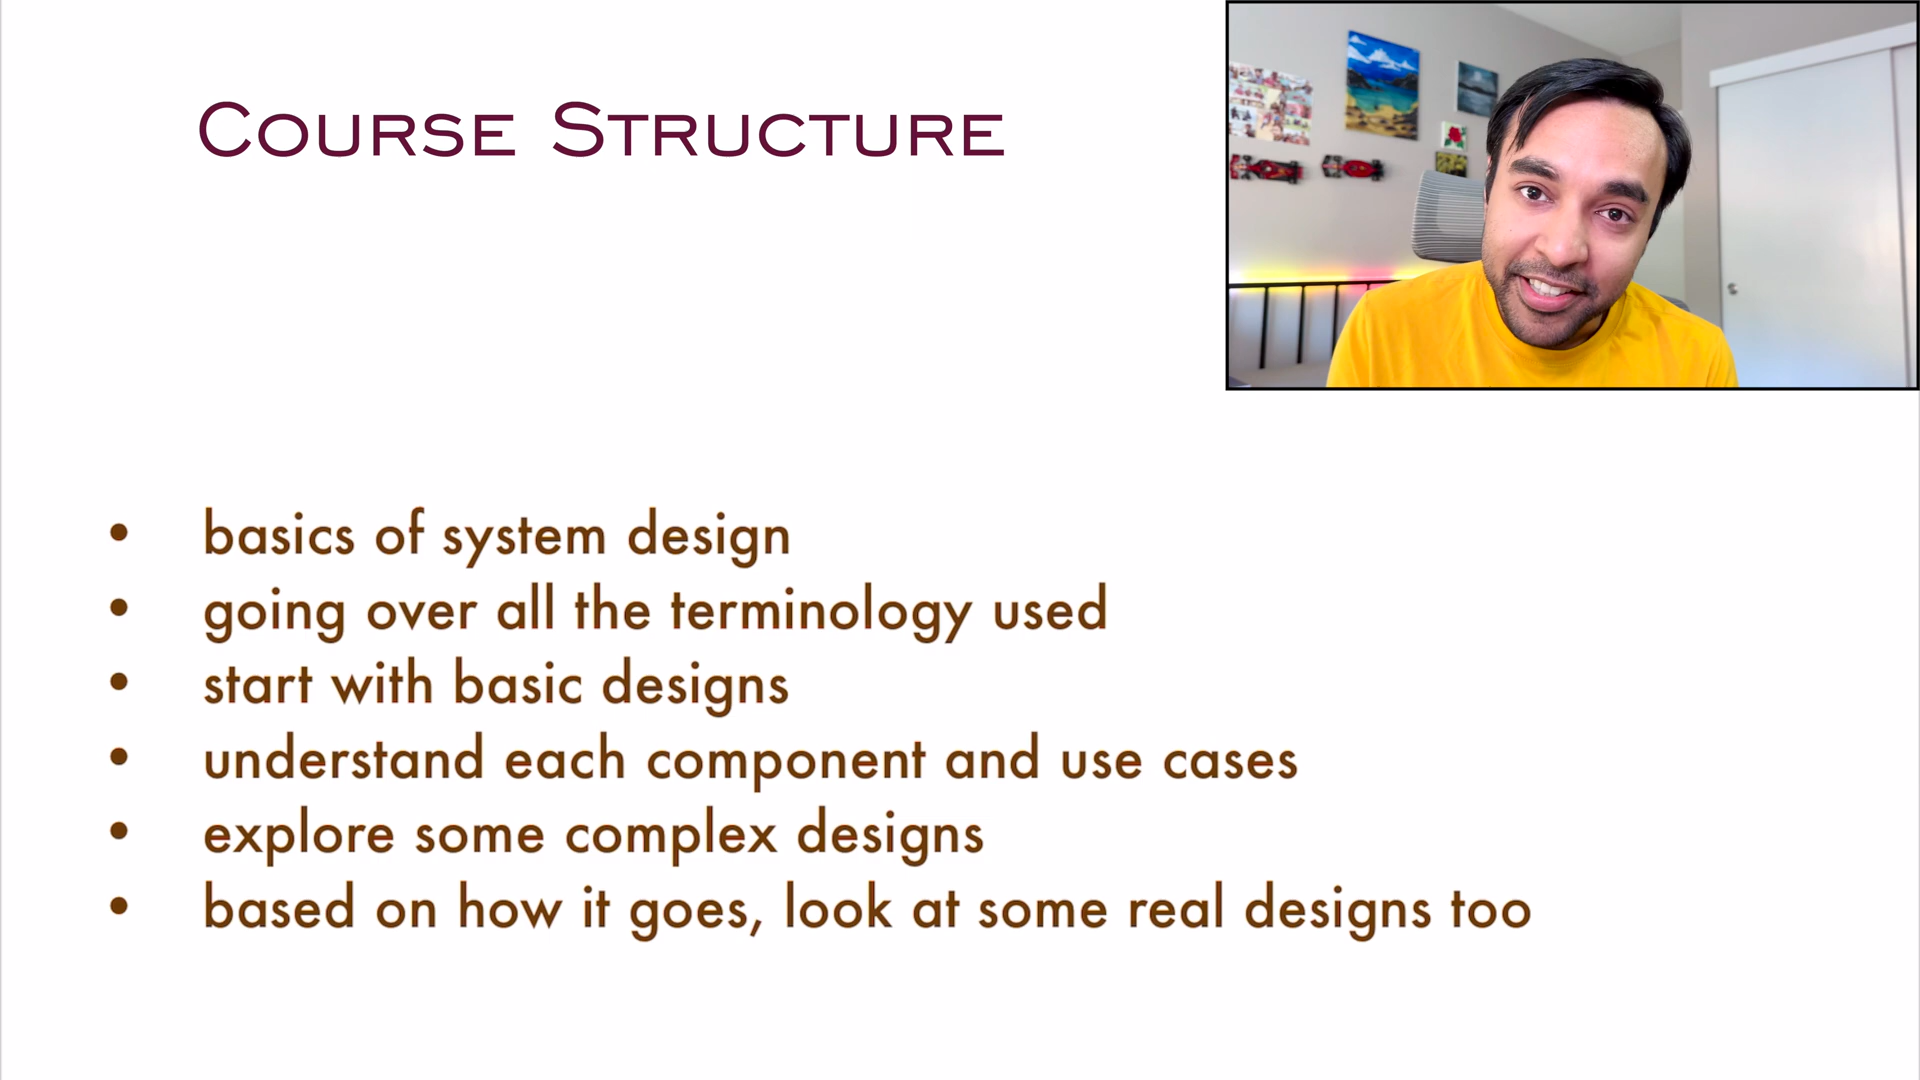 Course Structure
• basics of system design
• going over all the terminology used
• start with basic designs
• understand each component and use cases
• explore some complex designs
• based on how it goes, look at some real designs too